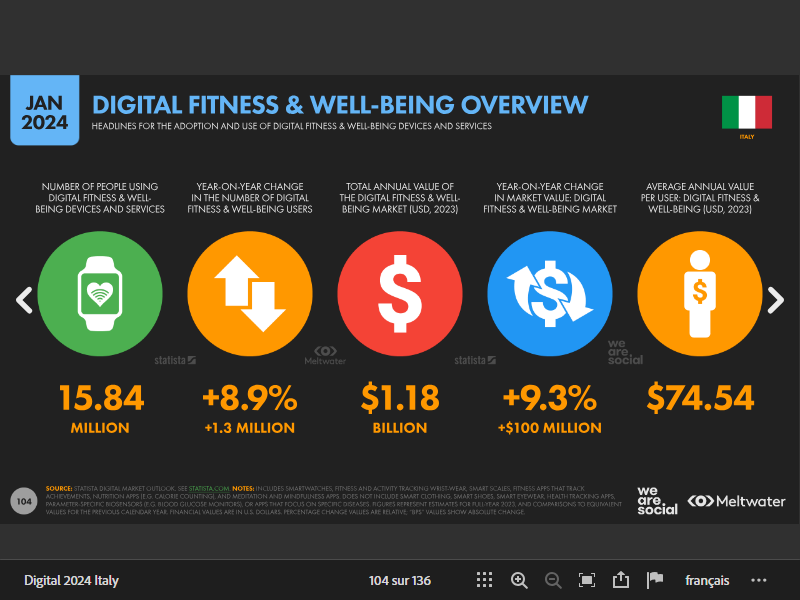 JAN
2024
DIGITAL FITNESS & WELL-BEING OVERVIEW
HEADLINES FOR THE ADOPTION AND USE OF DIGITAL FITNESS & WELL-BEING DEVICES AND SERVICES
ITALY
NUMBER OF PEOPLE USING
DIGITAL FITNESS & WELL-
BEING DEVICES AND SERVICES
YEAR-ON-YEAR CHANGE
IN THE NUMBER OF DIGITAL
FITNESS & WELL-BEING USERS
TOTAL ANNUAL VALUE OF
THE DIGITAL FITNESS & WELL-
BEING MARKET (USD, 2023)
YEAR-ON-YEAR CHANGE
IN MARKET VALUE: DIGITAL
FITNESS & WELL-BEING MARKET
AVERAGE ANNUAL VALUE
PER USER: DIGITAL FITNESS &
WELL-BEING (USD, 2023)
$
$
$
statista
Meltwater
statista
we
are.
social
15.84
MILLION
+8.9%
+1.3 MILLION
$1.18
BILLION
+9.3%
+$100 MILLION
$74.54
104
SOURCE: STATISTA DIGITAL MARKET OUTLOOK. SEE STATISTA.COM. NOTES: INCLUDES SMARTWATCHES, FITNESS AND ACTIVITY TRACKING WRIST-WEAR, SMART SCALES, FITNESS APPS THAT TRACK
ACHIEVEMENTS, NUTRITION APPS (E.G. CALORIE COUNTING), AND MEDITATION AND MINDFULNESS APPS. DOES NOT INCLUDE SMART CLOTHING, SMART SHOES, SMART EYEWEAR, HEALTH TRACKING APPS,
PARAMETER-SPECIFIC BIOSENSORS (E.G. BLOOD GLUCOSE MONITORS), OR APPS THAT FOCUS ON SPECIFIC DISEASES. FIGURES REPRESENT ESTIMATES FOR FULL-YEAR 2023, AND COMPARISONS TO EQUIVALENT
VALUES FOR THE PREVIOUS CALENDAR YEAR. FINANCIAL VALUES ARE IN U.S. DOLLARS. PERCENTAGE CHANGE VALUES ARE RELATIVE. "BPS" VALUES SHOW ABSOLUTE CHANGE.
we
are.
social
Meltwater
Digital 2024 Italy
104 sur 136
français